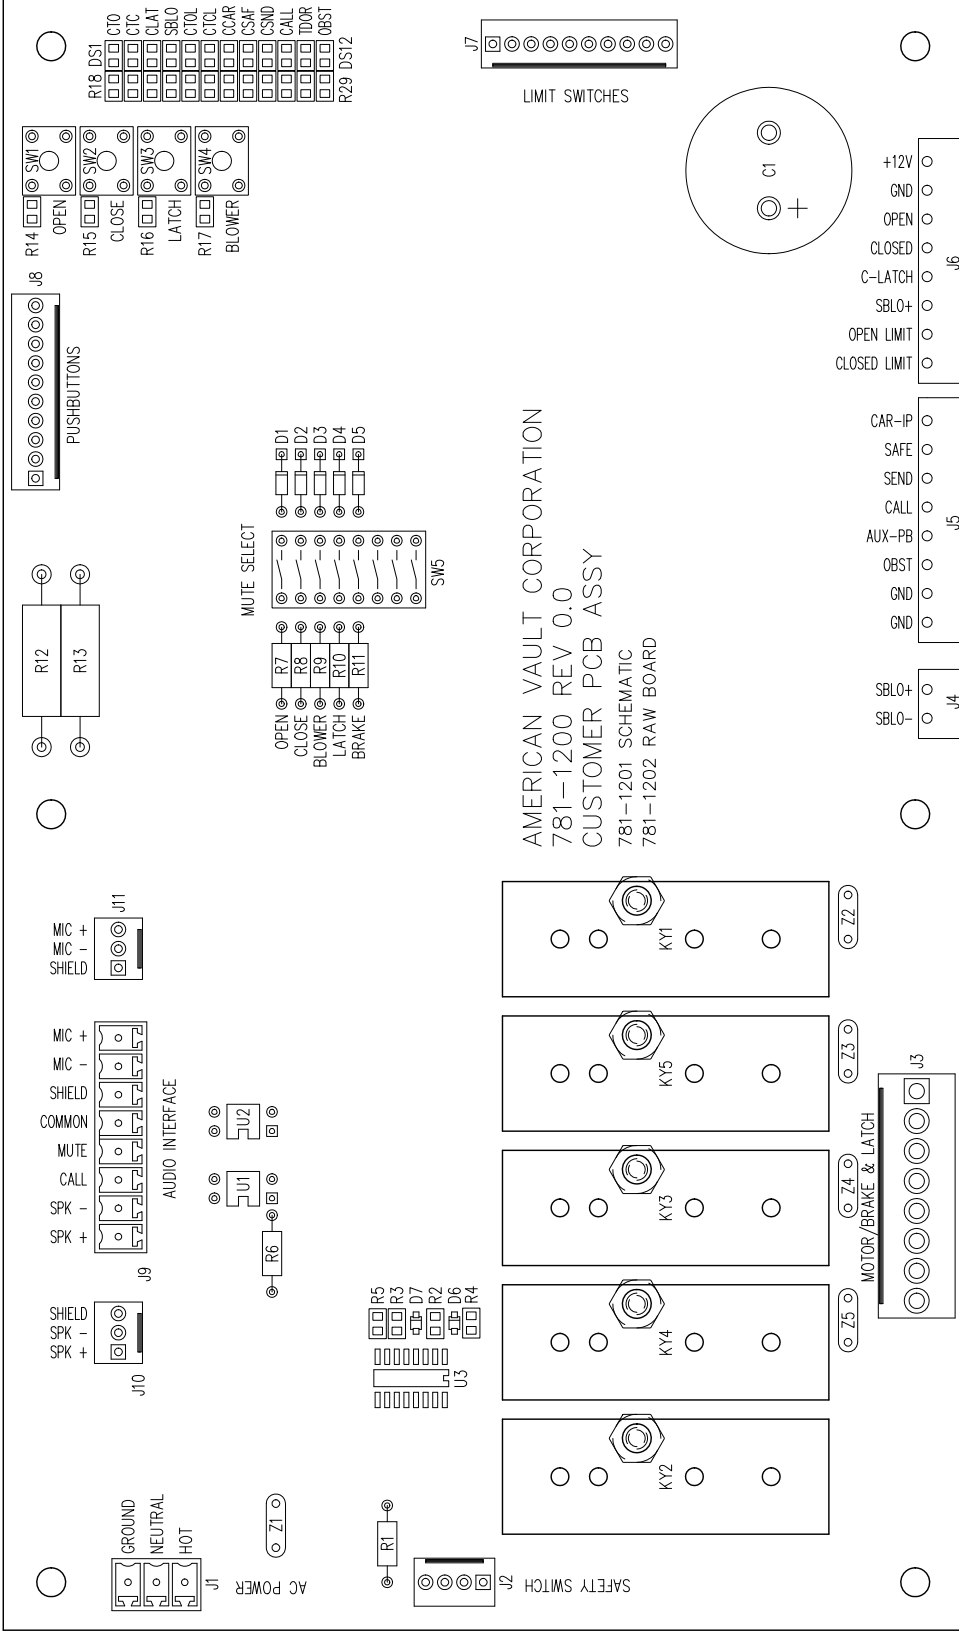 R18 DS1
CTO
CTC
CLAT
SBLO
CTOL
CTCL
CCAR
CSAF
CSND
CALL
TDOR
OBST
R29 DS12
J7
LIMIT SWITCHES
SW1
SW2
SW3
SW4
R14
OPEN
R15
CLOSE
R16
LATCH
R17
BLOWER
C1
+
+12V
GND
OPEN
CLOSED
C-LATCH
SBLO+
OPEN LIMIT
CLOSED LIMIT
J6
J8
PUSHBUTTONS
CAR-IP
SAFE
SEND
CALL
AUX-PB
OBST
GND
GND
J5
D1
D2
D3
D4
D5
MUTE SELECT
SW5
R12
R13
R7
R8
R9
R10
R11
OPEN
CLOSE
BLOWER
LATCH
BRAKE
AMERICAN VAULT CORPORATION
781-1200 REV 0.0
CUSTOMER PCB ASSY
781-1201 SCHEMATIC
781-1202 RAW BOARD
SBLO+
SBLO-
J4
MIC +
MIC -
SHIELD
J11
KY1
Z2
MIC +
MIC -
SHIELD
COMMON
MUTE
CALL
SPK -
SPK +
J9
AUDIO INTERFACE
U2
U1
R6
KY5
Z3
KY3
Z4
J3
MOTOR/BRAKE & LATCH
SHIELD
SPK -
SPK +
J10
R5
R3
D7
R2
D6
R4
U3
KY4
Z5
KY2
GROUND
NEUTRAL
HOT
J1
AC POWER
Z1
R1
J2
SAFETY SWITCH